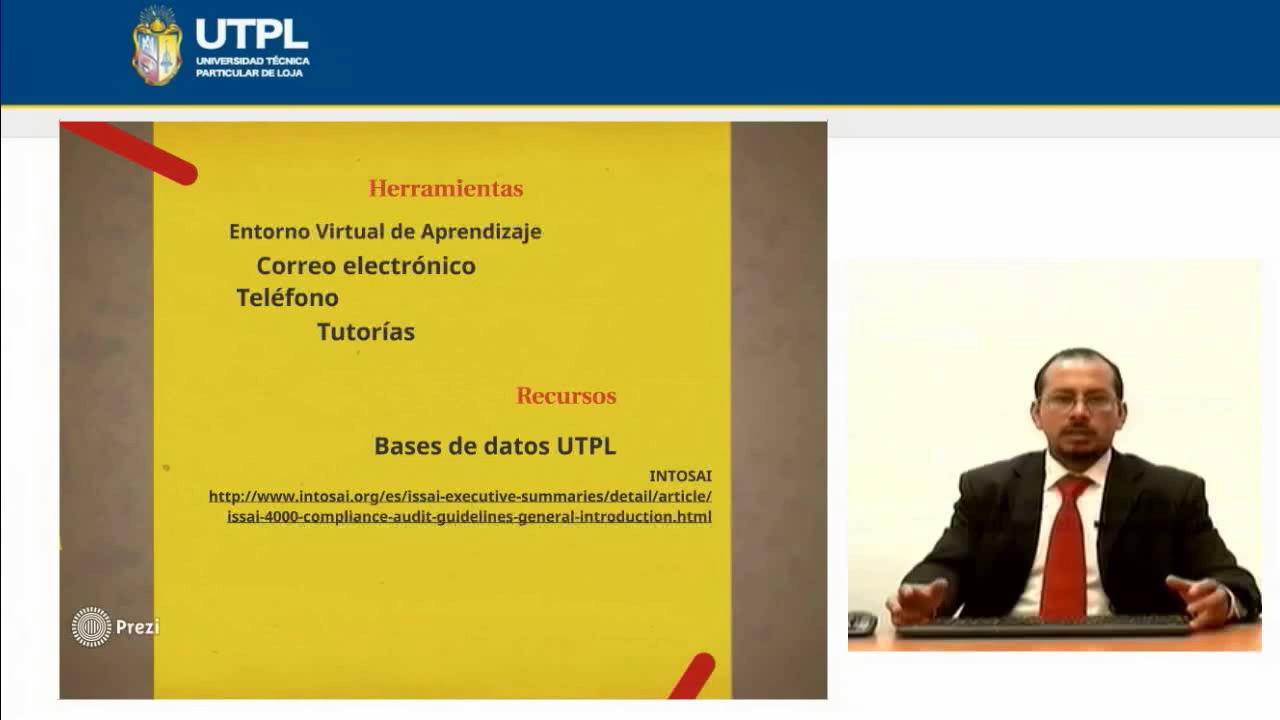 UTPL
UNIVERSIDAD TÉCNICA
PARTICULAR DE LOJA
Herramientas
Entorno Virtual de Aprendizaje
Correo electrónico
Teléfono
Tutorías
Recursos
Bases de datos UTPL
INTOSAI
http://www.intosai.org/es/issai-executive-summaries/detail/article/
issai-4000-compliance-audit-guidelines-general-introduction.html
Prezi